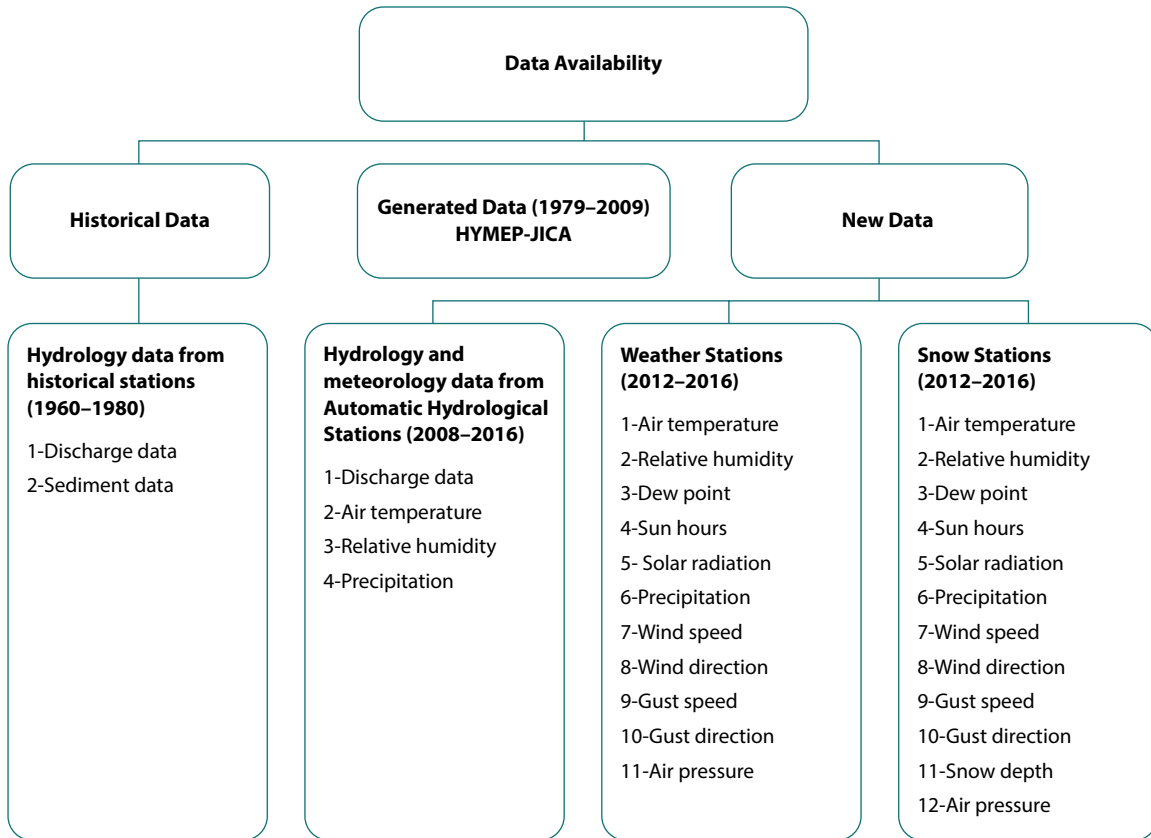 Data Availability
Historical Data
Generated Data (1979–2009)
HYMEP-JICA
New Data
Hydrology data from
historical stations
(1960–1980)
1-Discharge data
2-Sediment data
Hydrology and
meteorology data from
Automatic Hydrological
Stations (2008–2016)
1-Discharge data
2-Air temperature
3-Relative humidity
4-Precipitation
Weather Stations
(2012–2016)
1-Air temperature
2-Relative humidity
3-Dew point
4-Sun hours
5- Solar radiation
6-Precipitation
7-Wind speed
8-Wind direction
9-Gust speed
10-Gust direction
11-Air pressure
Snow Stations
(2012–2016)
1-Air temperature
2-Relative humidity
3-Dew point
4-Sun hours
5-Solar radiation
6-Precipitation
7-Wind speed
8-Wind direction
9-Gust speed
10-Gust direction
11-Snow depth
12-Air pressure